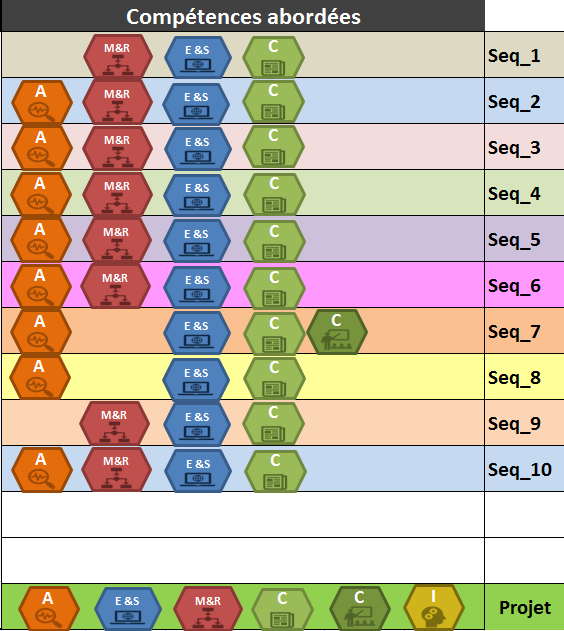 Compétences abordées
M&R E &S C Seq_1
A M&R E &S C Seq_2
A M&R E &S C Seq_3
A M&R E &S C Seq_4
A M&R E &S C Seq_5
A M&R E &S C Seq_6
A E &S C C Seq_7
A E &S C Seq_8
M&R E &S C Seq_9
A M&R E &S C Seq_10
A E &S M&R C C I Projet